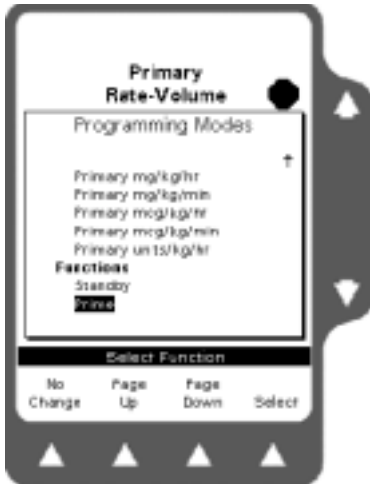 Primary
Rate-Volume
Programming Modes
↑
Primary mg/kg/hr
Primary mg/kg/min
Primary mcg/kg/hr
Primary mcg/kg/min
Primary units/kg/hr
Functions
Standby
Prime
Select Function
No Page Page
Change Up Down Select